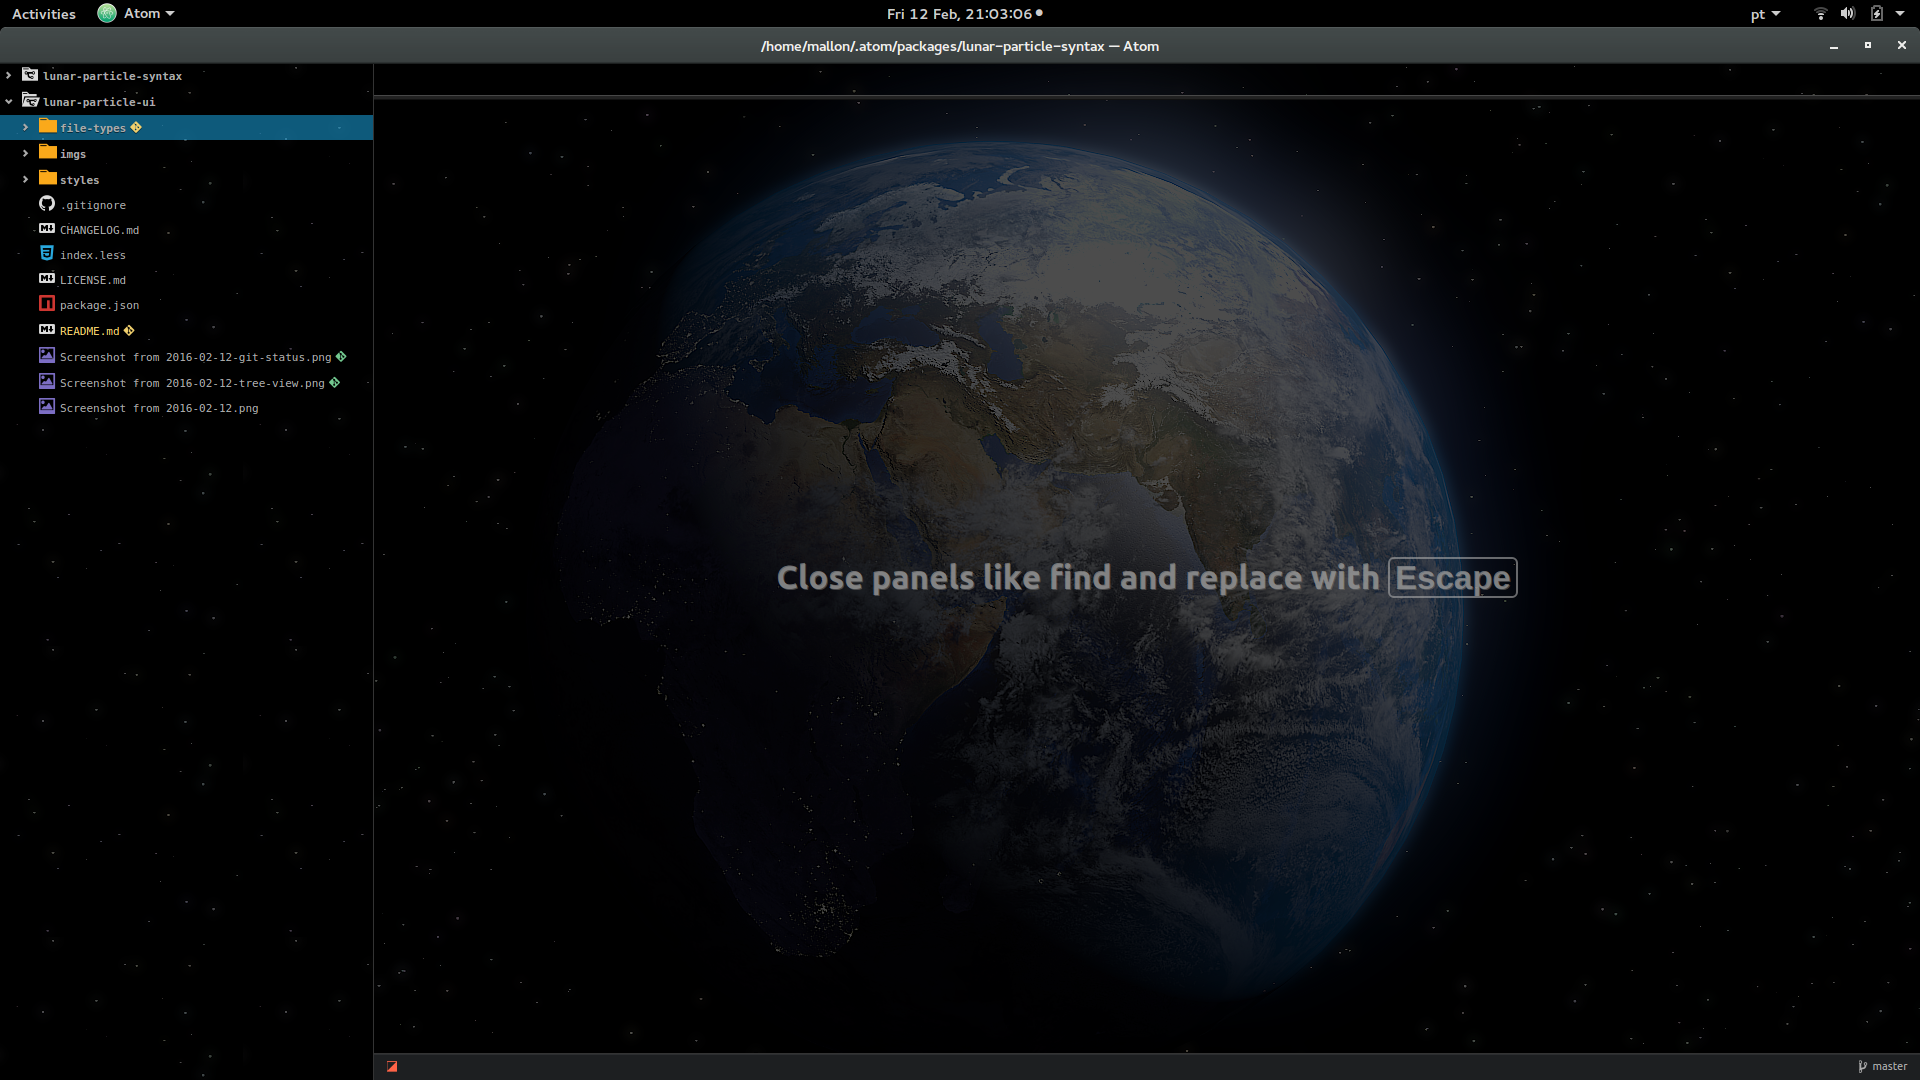 Activities Atom Fri 12 Feb, 21:03:06 pt
/home/mallon/.atom/packages/lunar-particle-syntax — Atom
lunar-particle-syntax
lunar-particle-ui
file-types
imgs
styles
.gitignore
CHANGELOG.md
index.less
LICENSE.md
package.json
README.md
Screenshot from 2016-02-12-git-status.png
Screenshot from 2016-02-12-tree-view.png
Screenshot from 2016-02-12.png
Close panels like find and replace with Escape
master